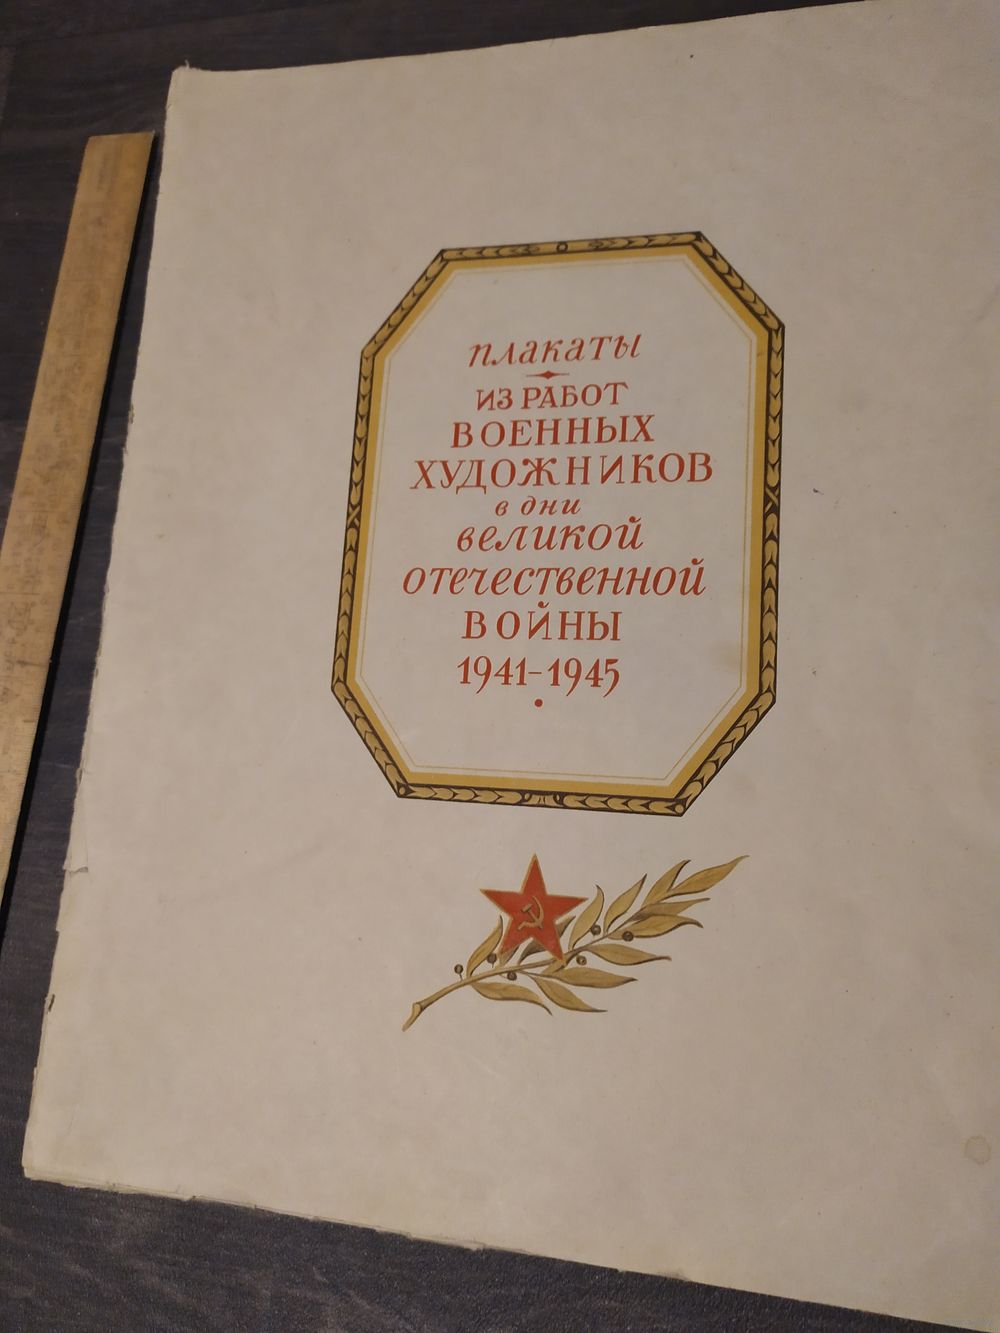 плакаты
ИЗ РАБОТ
ВОЕННЫХ
ХУДОЖНИКОВ
в дни
великой
отечественной
ВОЙНЫ
1941-1945